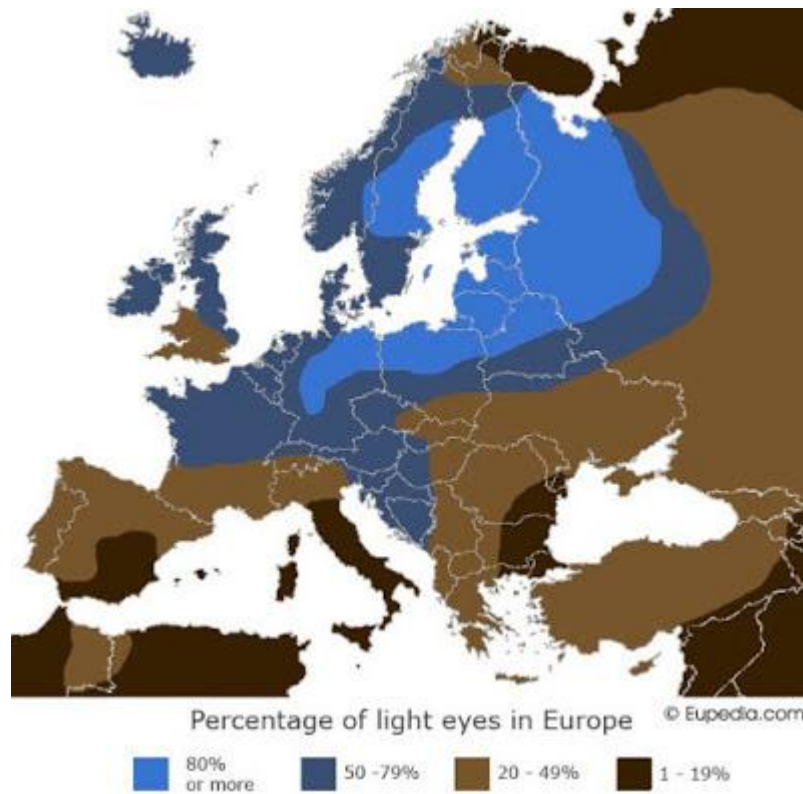 Percentage of light eyes in Europe
© Eupedia.com
80%
or more
50 -79%
20 - 49%
1 - 19%